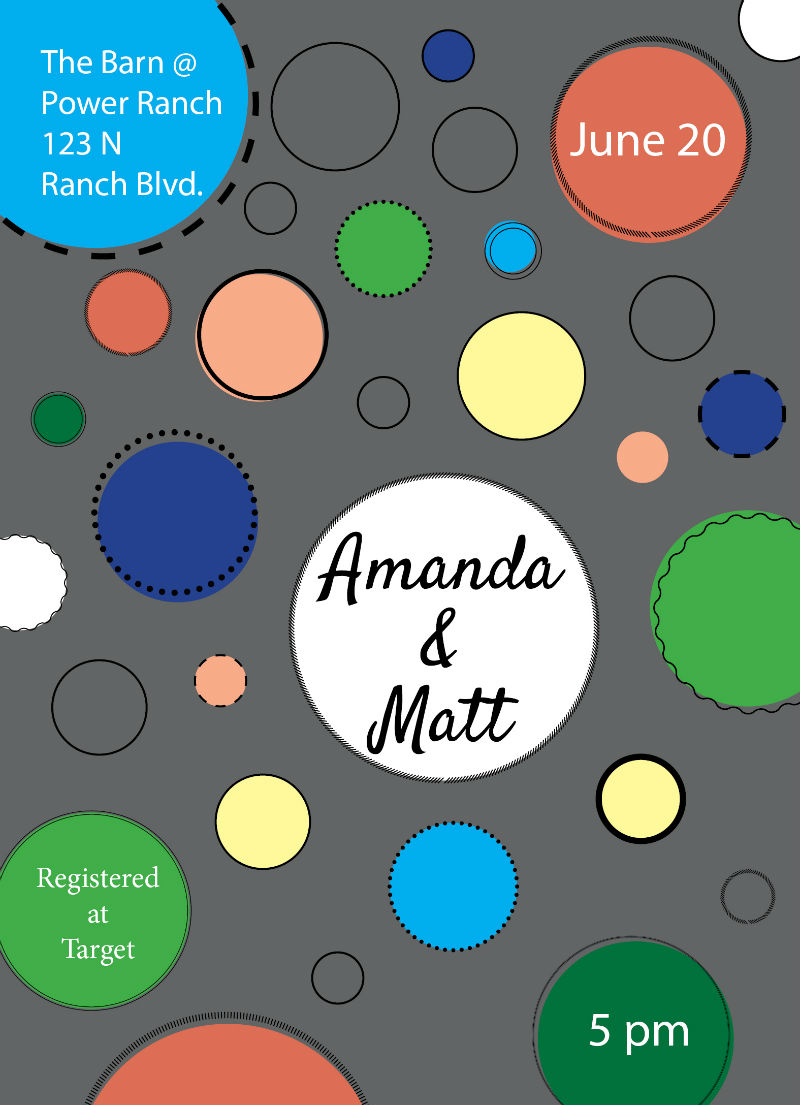 The Barn @
Power Ranch
123 N
Ranch Blvd.
June 20
Amanda
&
Matt
Registered
at
Target
5 pm